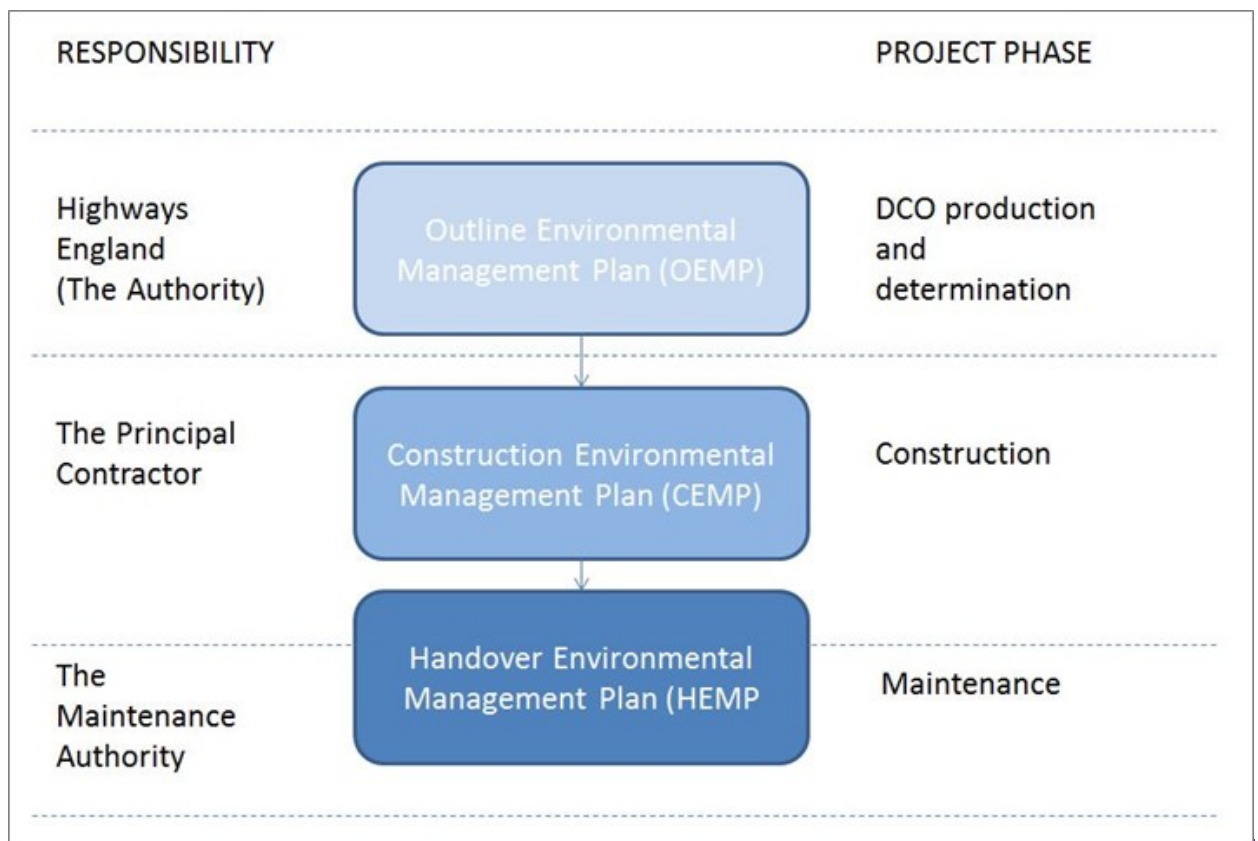 RESPONSIBILITY
PROJECT PHASE
Highways
England
(The Authority)
Outline Environmental
Management Plan (OEMP)
DCO production
and
determination
The Principal
Contractor
Construction Environmental
Management Plan (CEMP)
Construction
The
Maintenance
Authority
Handover Environmental
Management Plan (HEMP
Maintenance